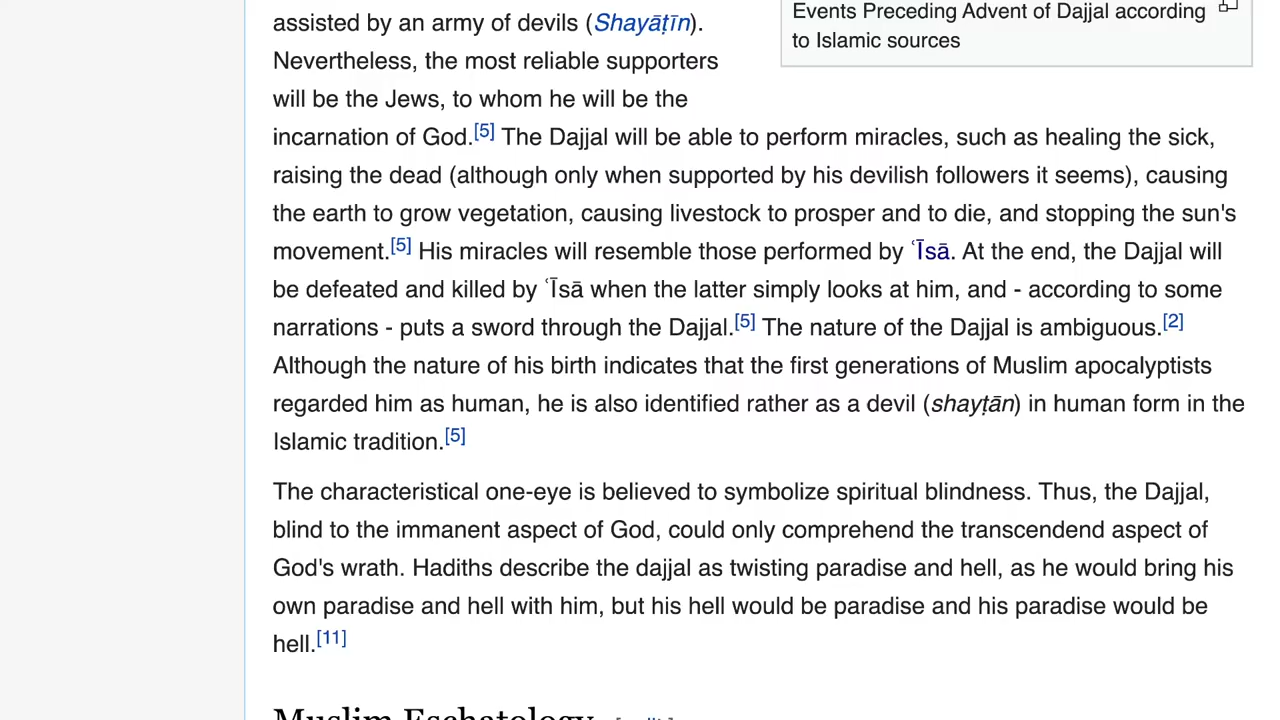 assisted by an army of devils (Shayāṭīn).
Nevertheless, the most reliable supporters
will be the Jews, to whom he will be the
Events Preceding Advent of Dajjal according
to Islamic sources
incarnation of God.[5] The Dajjal will be able to perform miracles, such as healing the sick,
raising the dead (although only when supported by his devilish followers it seems), causing
the earth to grow vegetation, causing livestock to prosper and to die, and stopping the sun's
movement.[5] His miracles will resemble those performed by ʿĪsā. At the end, the Dajjal will
be defeated and killed by ʿĪsā when the latter simply looks at him, and - according to some
narrations - puts a sword through the Dajjal.[5] The nature of the Dajjal is ambiguous.[2]
Although the nature of his birth indicates that the first generations of Muslim apocalyptists
regarded him as human, he is also identified rather as a devil (shayṭān) in human form in the
Islamic tradition.[5]
The characteristical one-eye is believed to symbolize spiritual blindness. Thus, the Dajjal,
blind to the immanent aspect of God, could only comprehend the transcendend aspect of
God's wrath. Hadiths describe the dajjal as twisting paradise and hell, as he would bring his
own paradise and hell with him, but his hell would be paradise and his paradise would be
hell.[11]
Muslim Eschatology [edit]